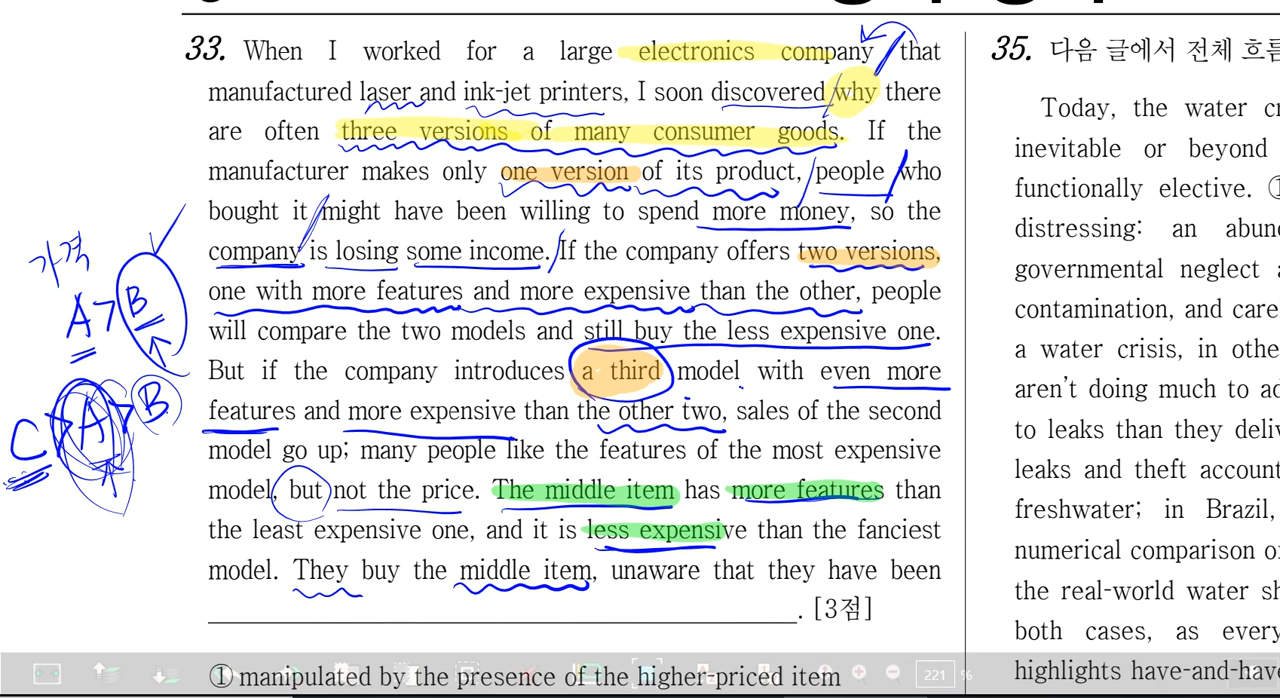 33. When I worked for a large electronics company that
manufactured laser and ink-jet printers, I soon discovered why there
are often three versions of many consumer goods. If the
manufacturer makes only one version of its product, people who
bought it might have been willing to spend more money, so the
company is losing some income. If the company offers two versions,
one with more features and more expensive than the other, people
will compare the two models and still buy the less expensive one.
But if the company introduces a third model with even more
features and more expensive than the other two, sales of the second
model go up; many people like the features of the most expensive
model, but not the price. The middle item has more features than
the least expensive one, and it is less expensive than the fanciest
model. They buy the middle item, unaware that they have been
. [3점]
① manipulated by the presence of the higher-priced item
가격
A > B
C > A > B
35. 다음 글에서 전체 흐름
Today, the water
inevitable or beyond
functionally elective. ①
distressing: an
governmental neglect
contamination, and
a water crisis, in
aren't doing much to
to leaks than they
leaks and theft
freshwater; in Brazil,
numerical comparison
the real-world water
both cases, as
highlights have-and-
221 %